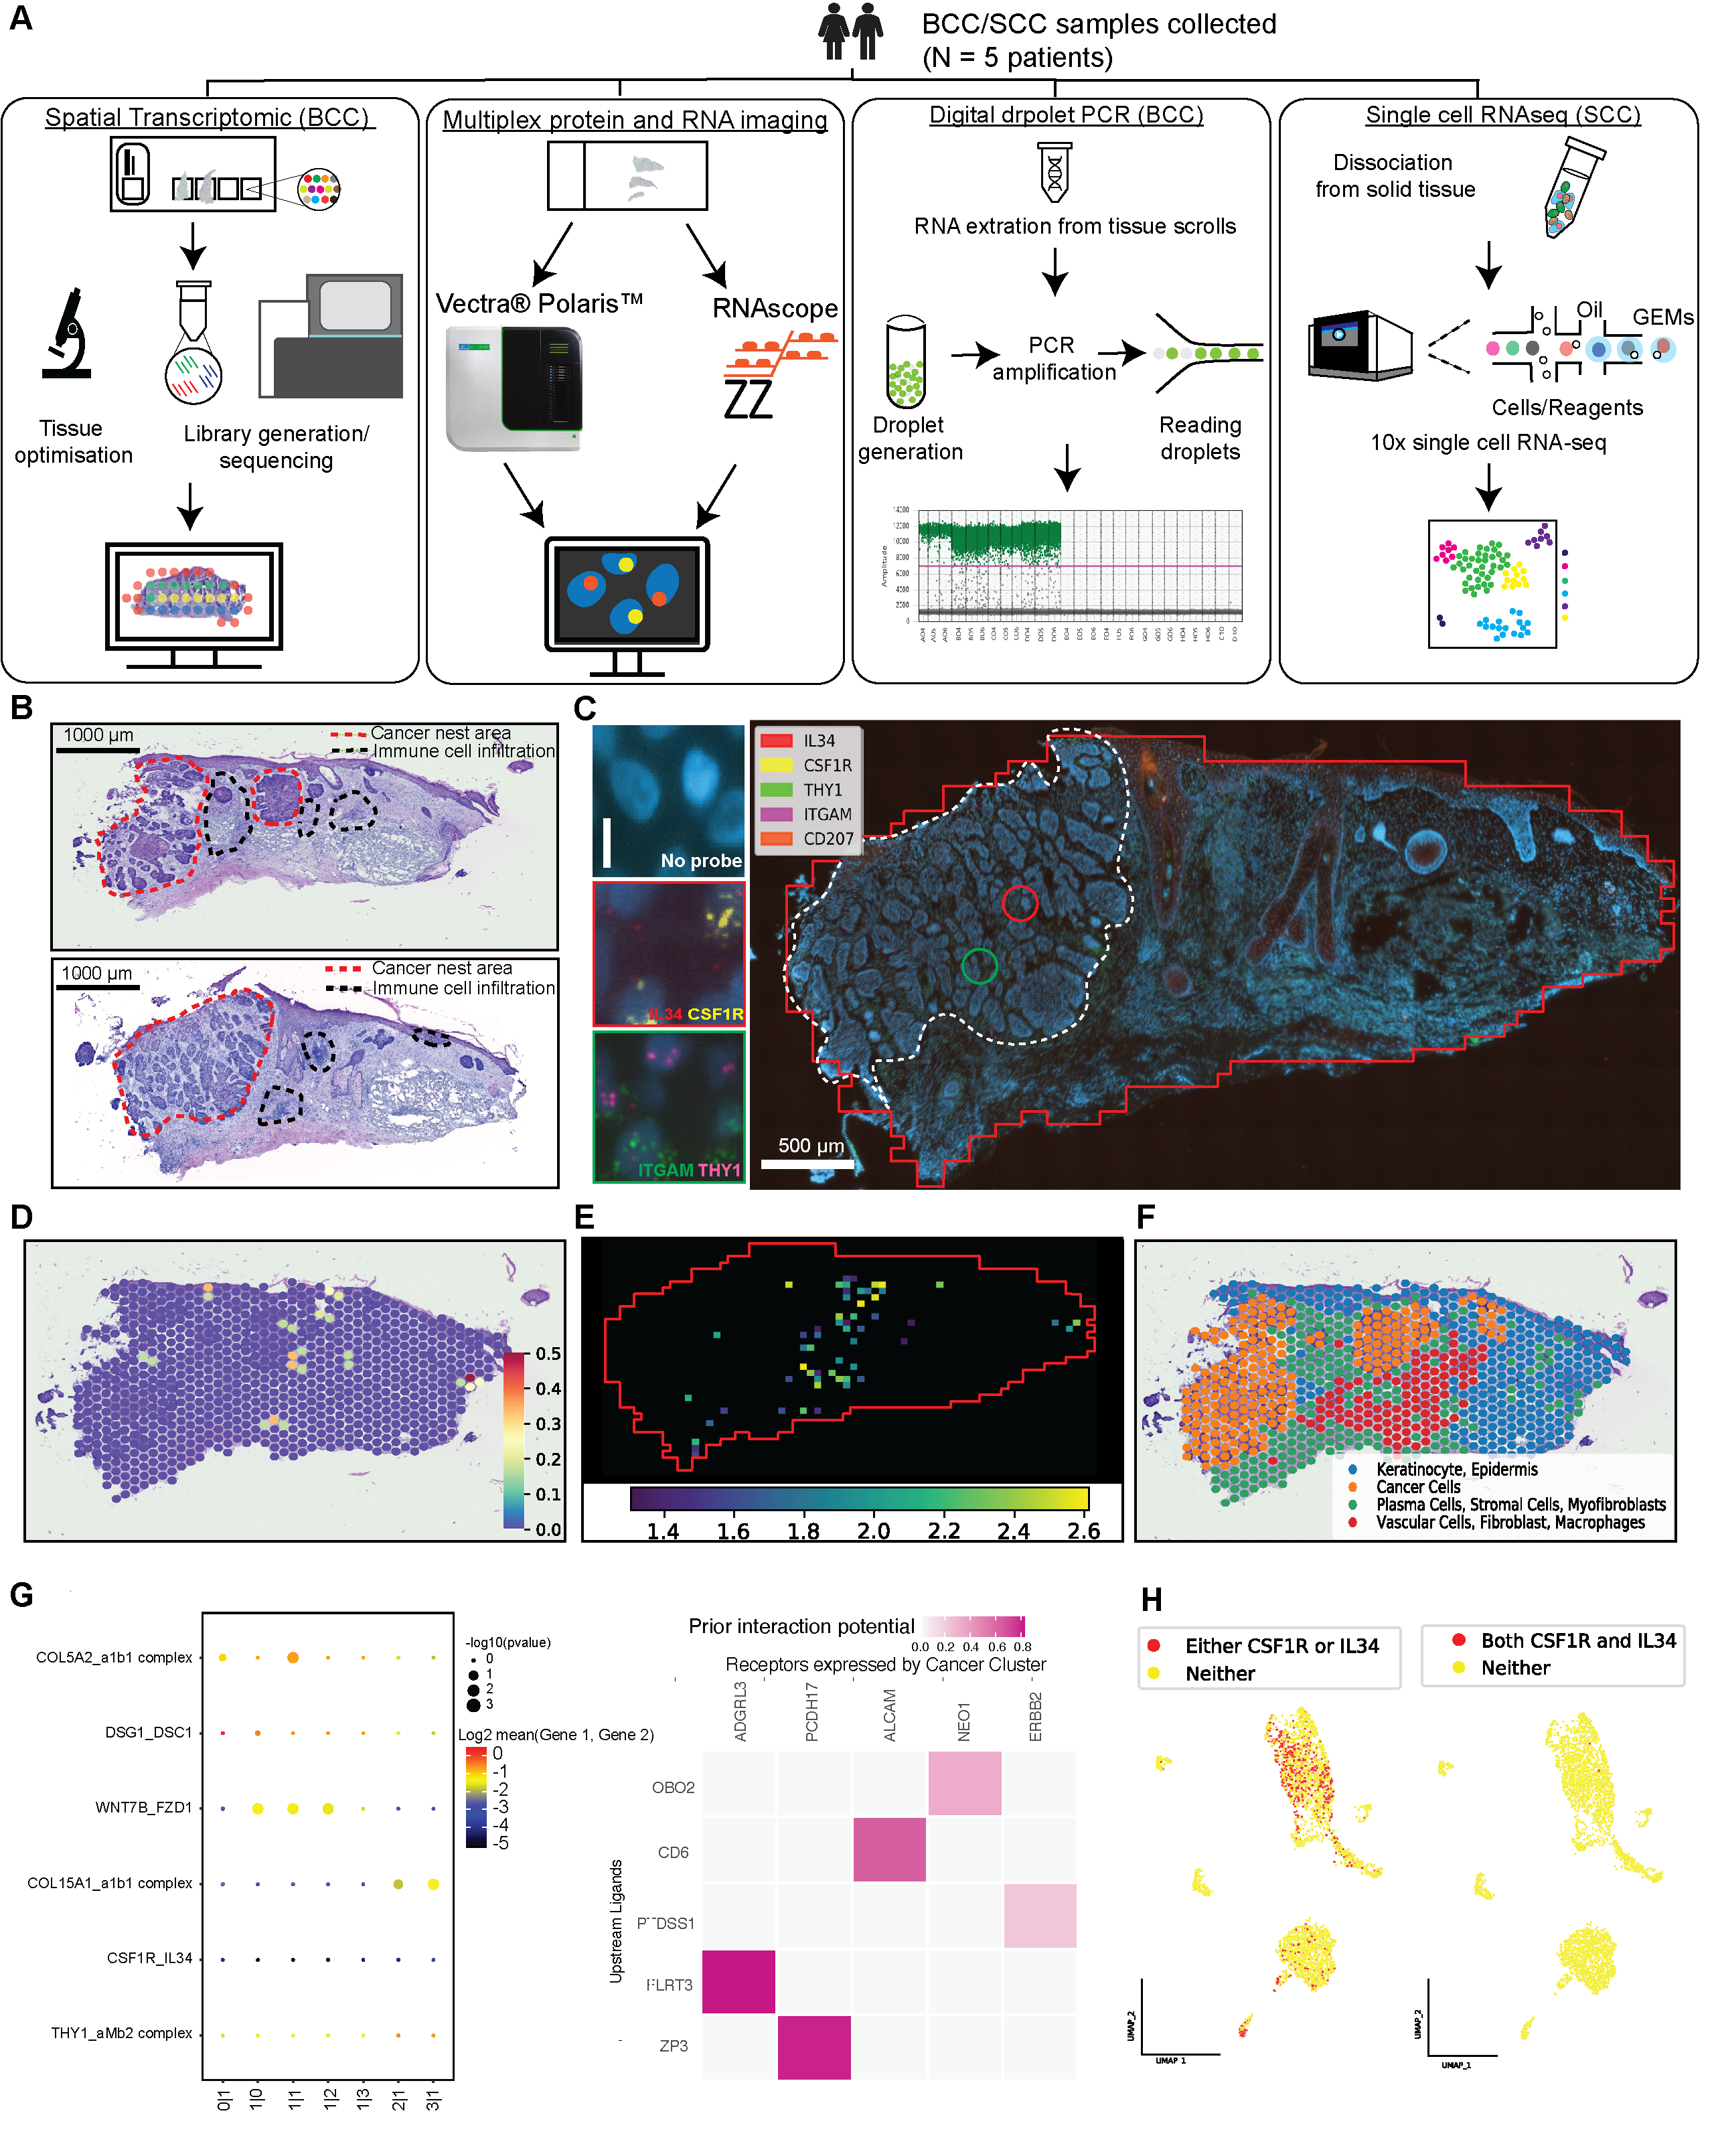 A
BCC/SCC samples collected
(N = 5 patients)
Spatial Transcriptomic (BCC)
Tissue
optimisation
Library generation/
sequencing
Multiplex protein and RNA imaging
Vectra® Polaris™
RNAscope
ZZ
Digital drpolet PCR (BCC)
RNA extration from tissue scrolls
Droplet
generation
PCR
amplification
Reading
droplets
Amplitude
14000
12000
10000
8000
6000
4000
2000
0
Single cell RNAseq (SCC)
Dissociation
from solid tissue
Oil
GEMs
Cells/Reagents
10x single cell RNA-seq
B
1000 µm
Cancer nest area
Immune cell infiltration
1000 µm
Cancer nest area
Immune cell infiltration
C
No probe
IL34 CSF1R
ITGAM THY1
IL34
CSF1R
THY1
ITGAM
CD207
500 µm
D
0.5
0.4
0.3
0.2
0.1
0.0
E
1.4 1.6 1.8 2.0 2.2 2.4 2.6
F
Keratinocyte, Epidermis
Cancer Cells
Plasma Cells, Stromal Cells, Myofibroblasts
Vascular Cells, Fibroblast, Macrophages
G
COL5A2_a1b1 complex
DSG1_DSC1
WNT7B_FZD1
COL15A1_a1b1 complex
CSF1R_IL34
THY1_aMb2 complex
0|1 1|0 1|1 1|2 1|3 2|1 3|1
-log10(pvalue)
0
1
2
3
Log2 mean(Gene 1, Gene 2)
0
-1
-2
-3
-4
-5
Prior interaction potential
0.0 0.2 0.4 0.6 0.8
Receptors expressed by Cancer Cluster
ADGRL3 PCDH17 ALCAM NEO1 ERBB2
Upstream Ligands
OBO2
CD6
DSS1
LRT3
ZP3
H
Either CSF1R or IL34
Neither
Both CSF1R and IL34
Neither
UMAP_2
UMAP_1
UMAP_2
UMAP_1